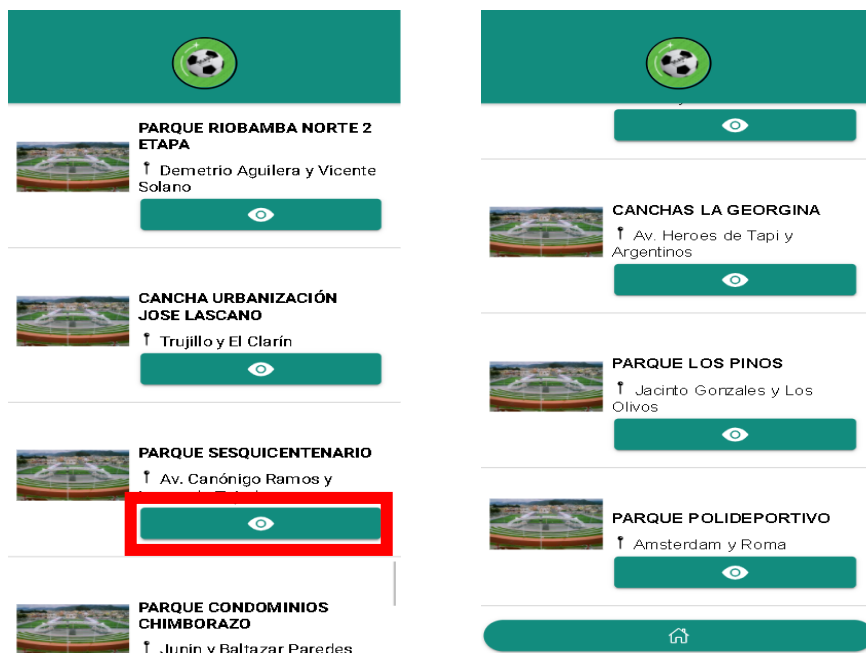 PARQUE RIOBAMBA NORTE 2
ETAPA
Demetrio Aguilera y Vicente
Solano
CANCHA URBANIZACIÓN
JOSE LASCANO
Trujillo y El Clarín
PARQUE SESQUICENTENARIO
Av. Canónigo Ramos y
PARQUE CONDOMINIOS
CHIMBORAZO
Junin y Baltazar Paredes
CANCHAS LA GEORGINA
Av. Heroes de Tapi y
Argentinos
PARQUE LOS PINOS
Jacinto Gonzales y Los
Olivos
PARQUE POLIDEPORTIVO
Amsterdam y Roma